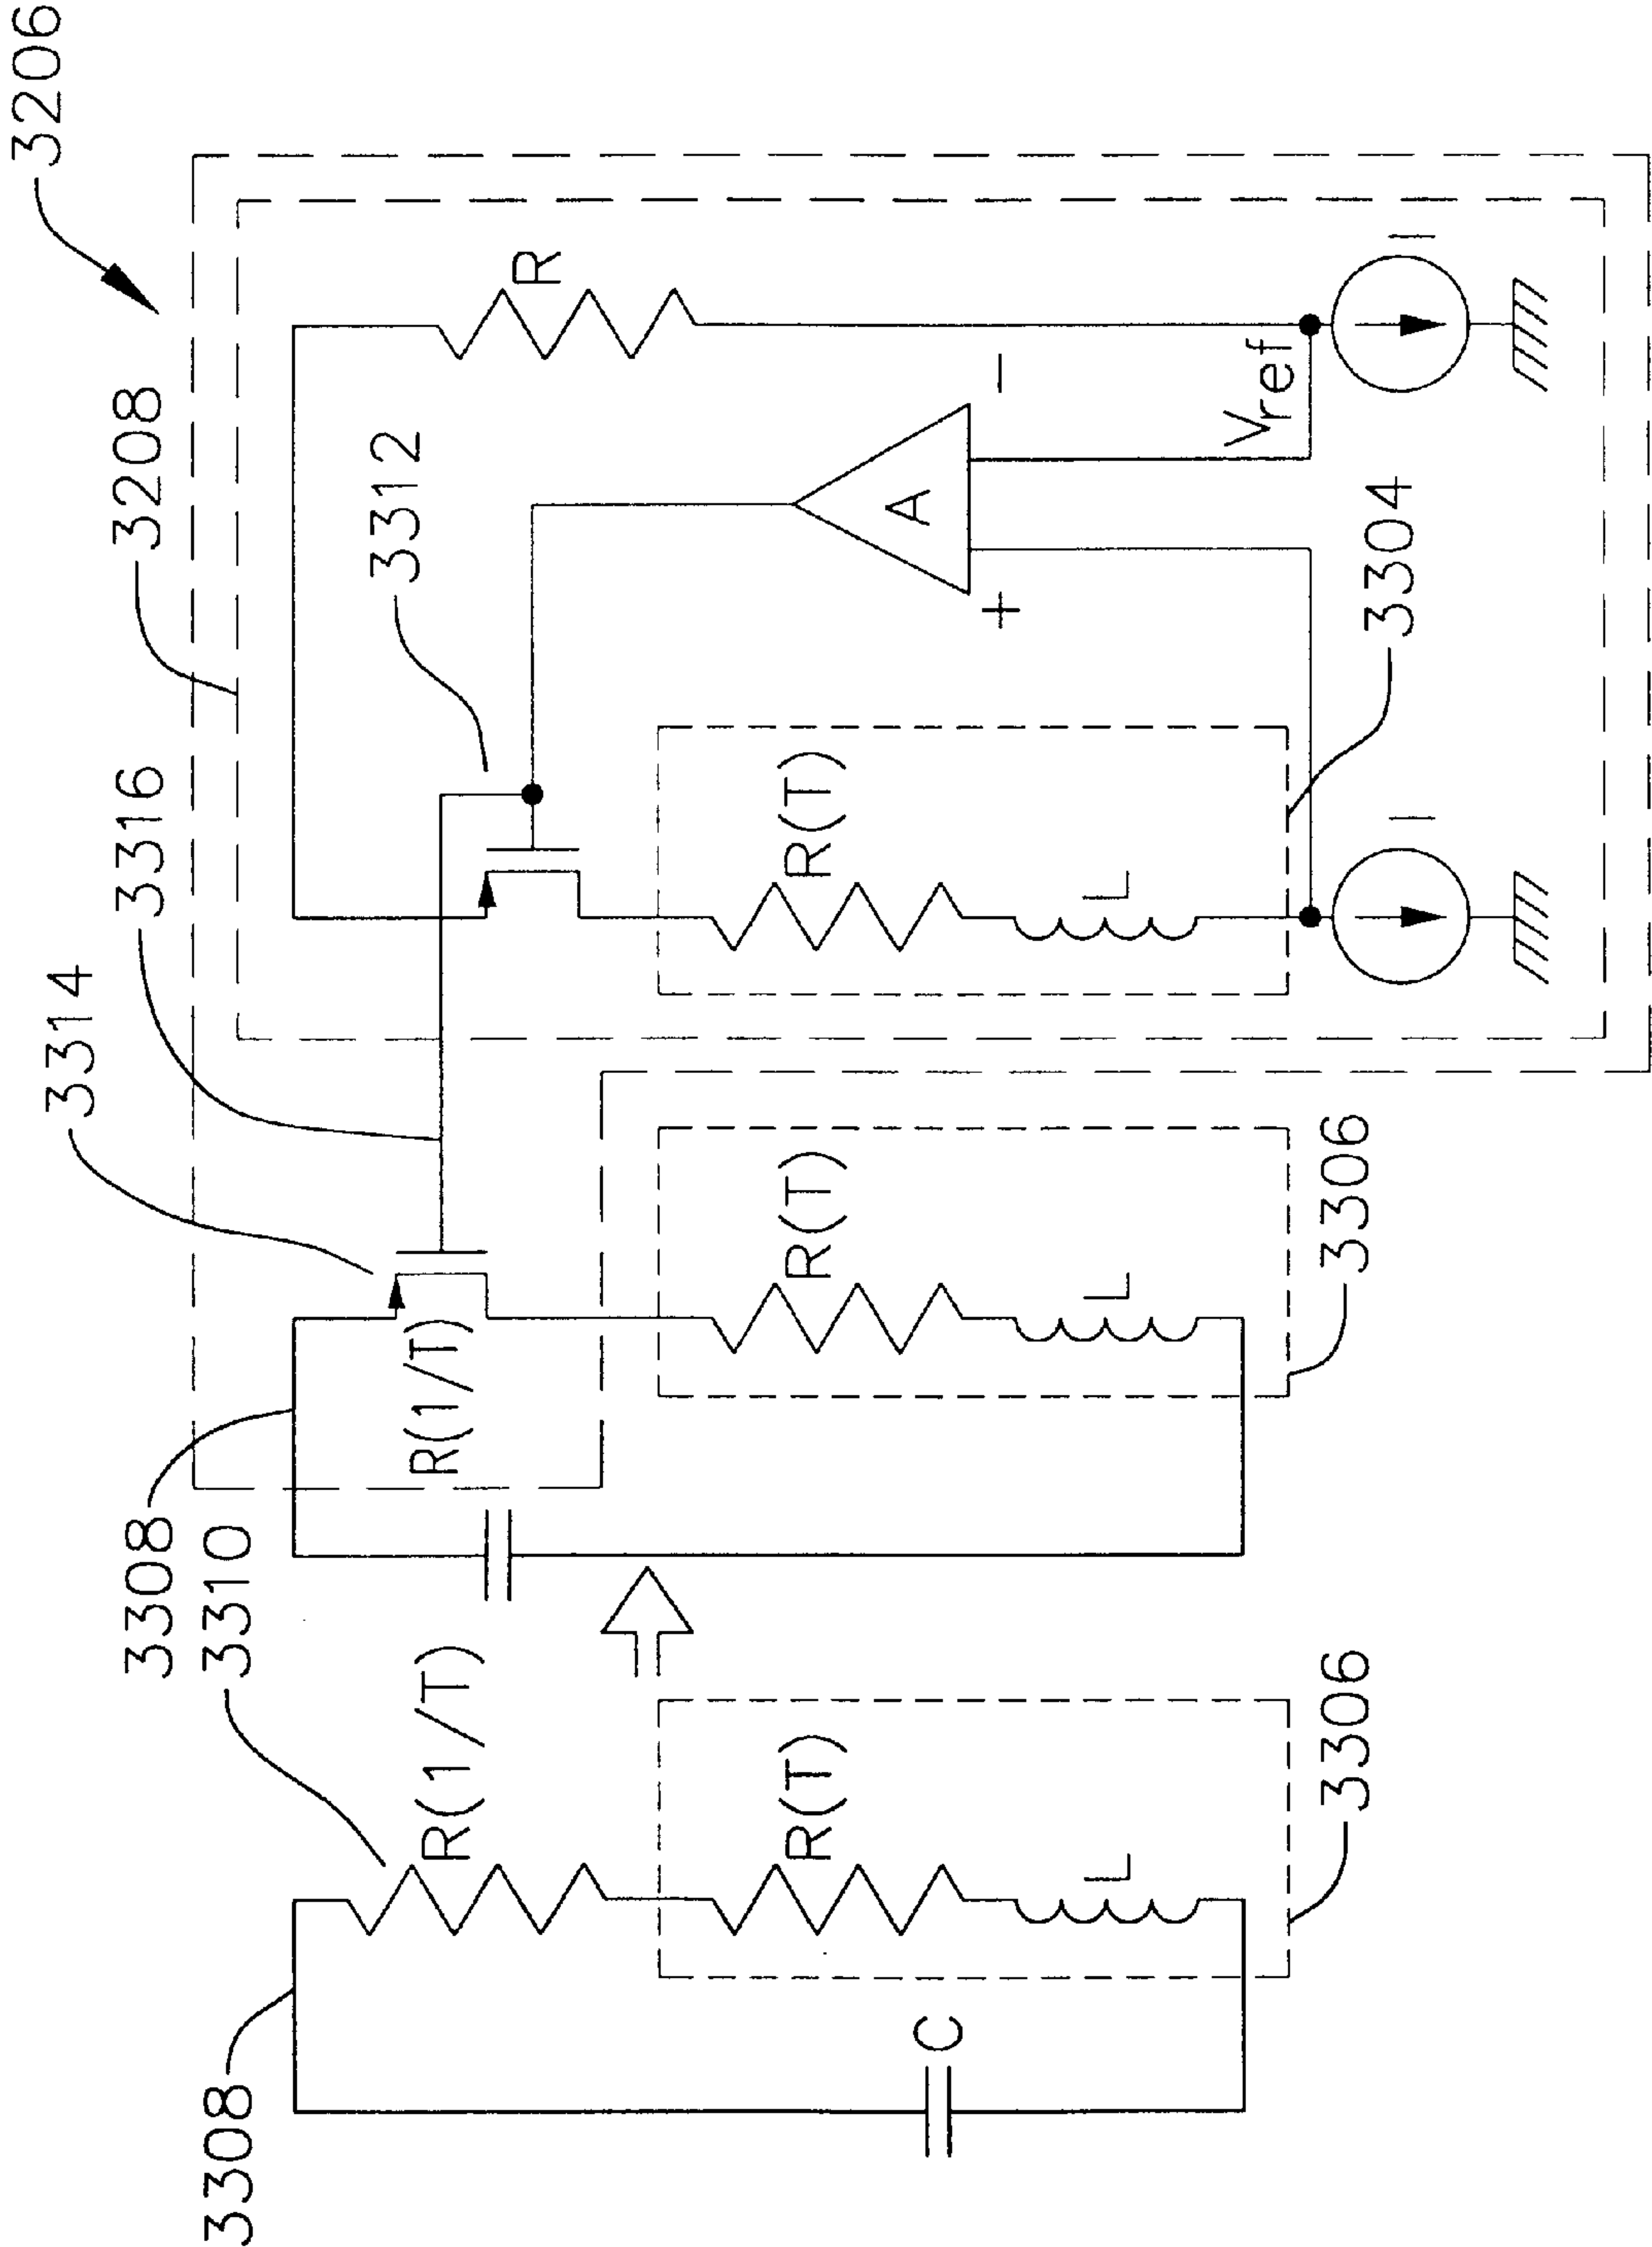 3206
3208
3312
3316
3314
3308
3310
3308
R
A
-
+
Vref
I
3304
R(T)
L
I
R(1/T)
R(T)
L
3306
R(1/T)
R(T)
L
C
3306